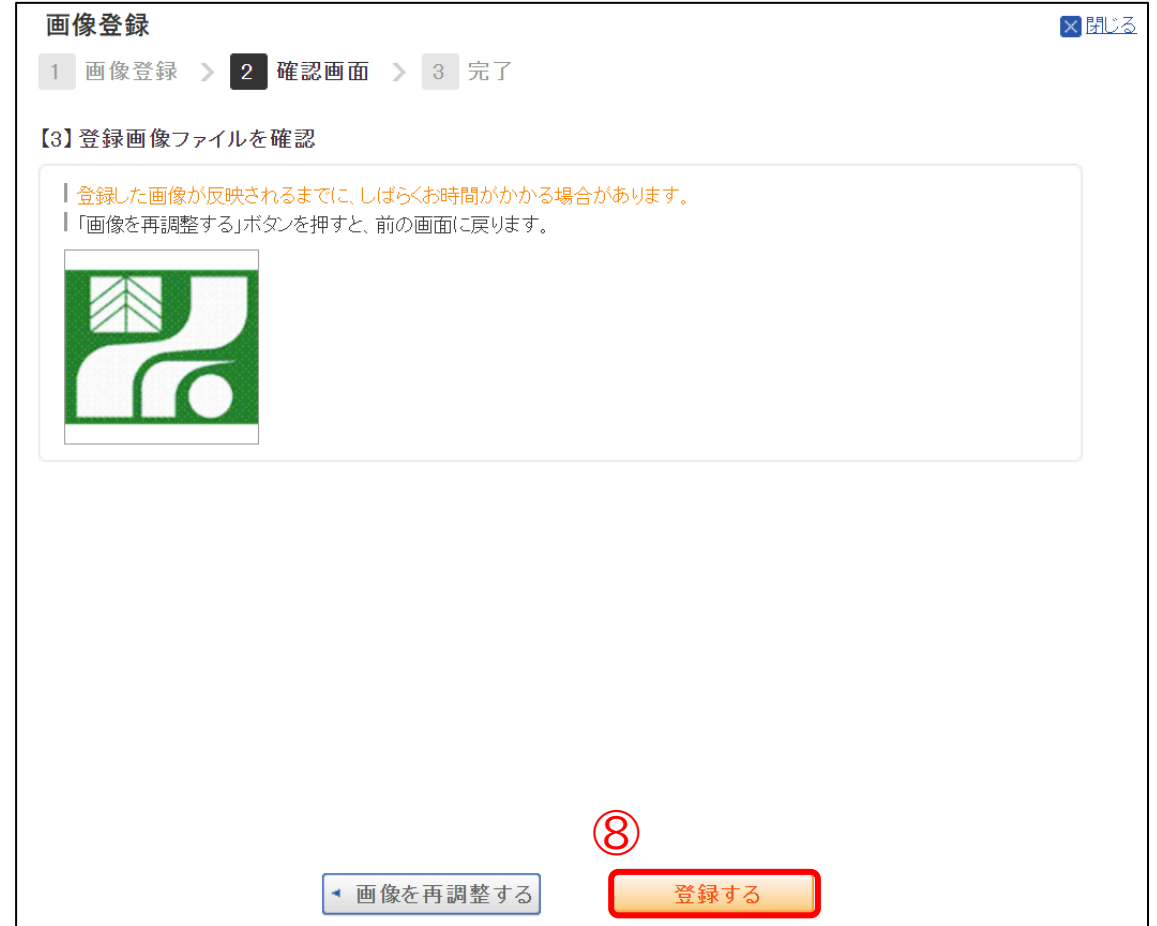 画像登録
閉じる
1 画像登録 > 2 確認画面 > 3 完了
【3】登録画像ファイルを確認
登録した画像が反映されるまでに、しばらくお時間がかかる場合があります。
「画像を再調整する」ボタンを押すと、前の画面に戻ります。
⑧
画像を再調整する 登録する